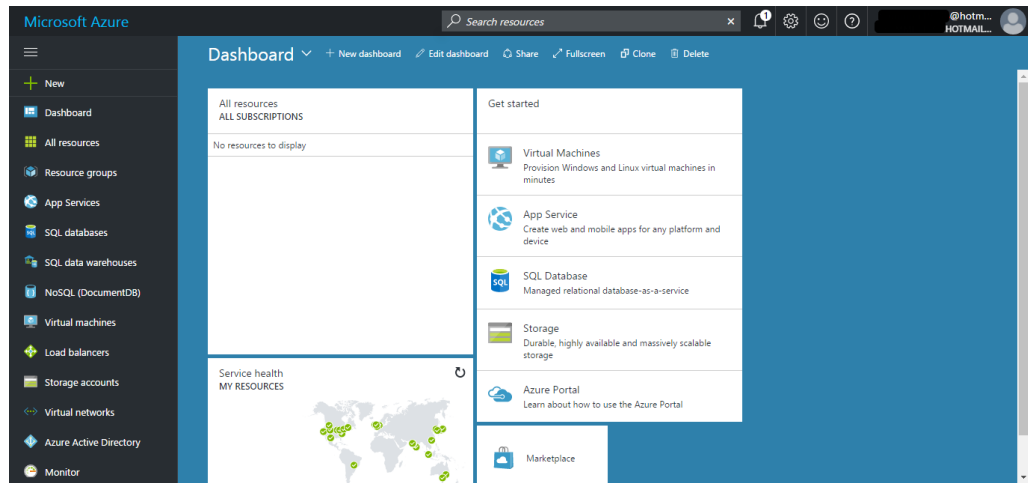 Microsoft Azure
Search resources
×
1
@hotm...
HOTMAIL...
Dashboard
+ New dashboard
Edit dashboard
Share
Fullscreen
Clone
Delete
New
Dashboard
All resources
Resource groups
App Services
SQL databases
SQL data warehouses
NoSQL (DocumentDB)
Virtual machines
Load balancers
Storage accounts
Virtual networks
Azure Active Directory
Monitor
All resources
ALL SUBSCRIPTIONS
No resources to display
Service health
MY RESOURCES
Get started
Virtual Machines
Provision Windows and Linux virtual machines in
minutes
App Service
Create web and mobile apps for any platform and
device
SQL
SQL Database
Managed relational database-as-a-service
Storage
Durable, highly available and massively scalable
storage
Azure Portal
Learn about how to use the Azure Portal
Marketplace